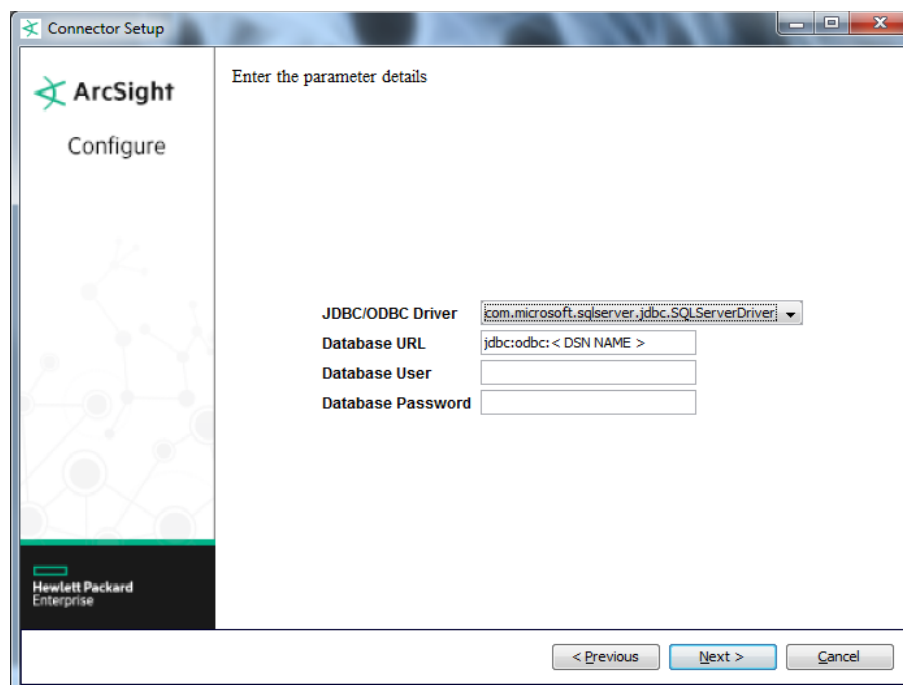 Connector Setup
ArcSight
Configure
Enter the parameter details
JDBC/ODBC Driver com.microsoft.sqlserver.jdbc.SQLServerDriver
Database URL jdbc:odbc:< DSN NAME >
Database User
Database Password
Hewlett Packard
Enterprise
< Previous Next > Cancel